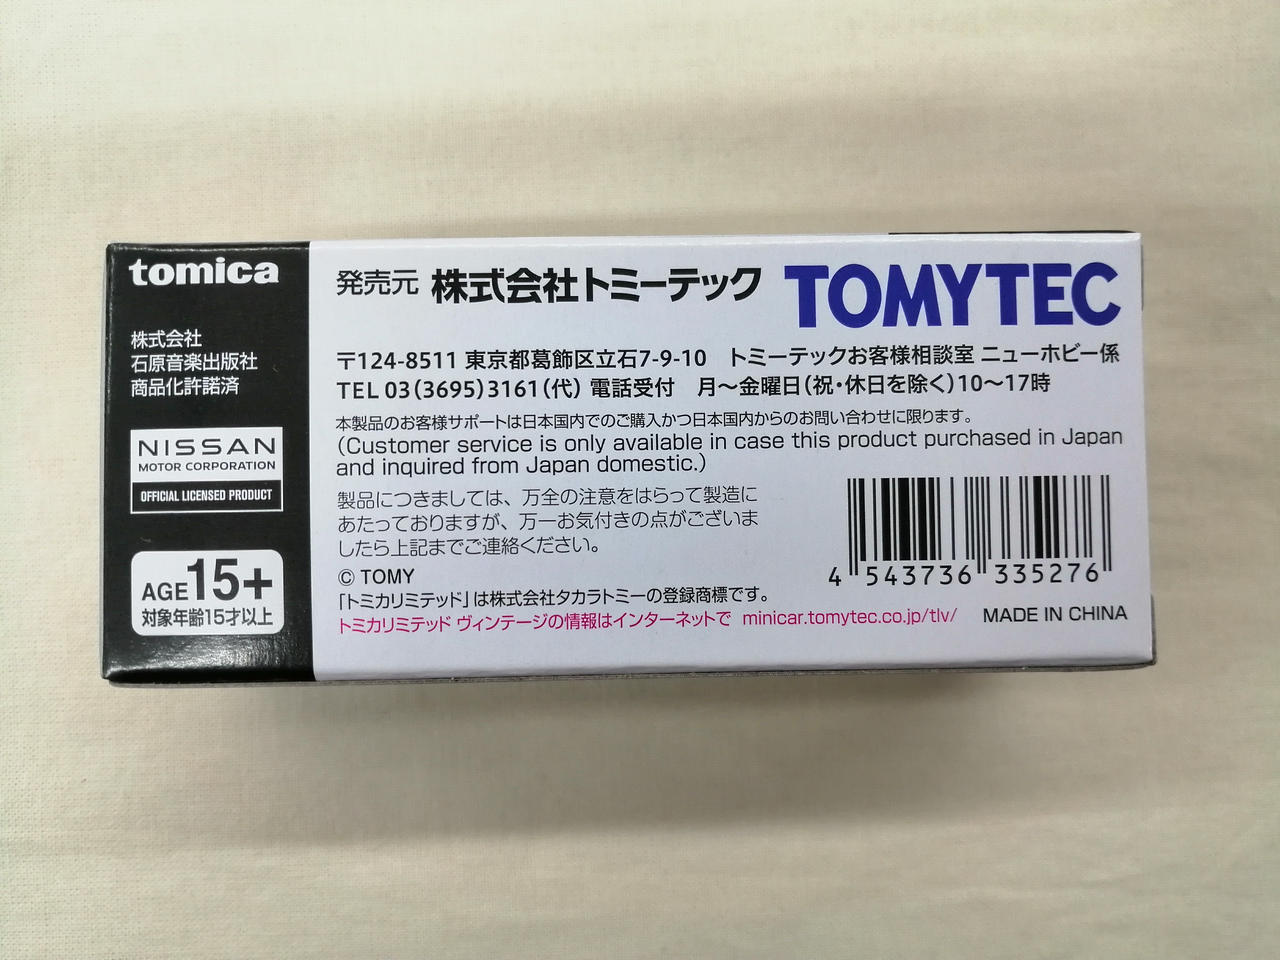 tomica
株式会社
石原音楽出版社
商品化許諾済
NISSAN
MOTOR CORPORATION
OFFICIAL LICENSED PRODUCT
AGE 15+
対象年齢15才以上
発売元 株式会社トミーテック TOMYTEC
〒124-8511 東京都葛飾区立石7-9-10 トミーテックお客様相談室 ニューホビー係
TEL 03(3695)3161(代) 電話受付 月〜金曜日(祝・休日を除く)10〜17時
本製品のお客様サポートは日本国内でのご購入かつ日本国内からのお問い合わせに限ります。
(Customer service is only available in case this product purchased in Japan
and inquired from Japan domestic.)
製品につきましては、万全の注意をはらって製造に
あたっておりますが、万一お気付きの点がございま
したら上記までご連絡ください。
© TOMY
「トミカリミテッド」は株式会社タカラトミーの登録商標です。
トミカリミテッド ヴィンテージの情報はインターネットで minicar.tomytec.co.jp/tlv/
4 543736 335276
MADE IN CHINA